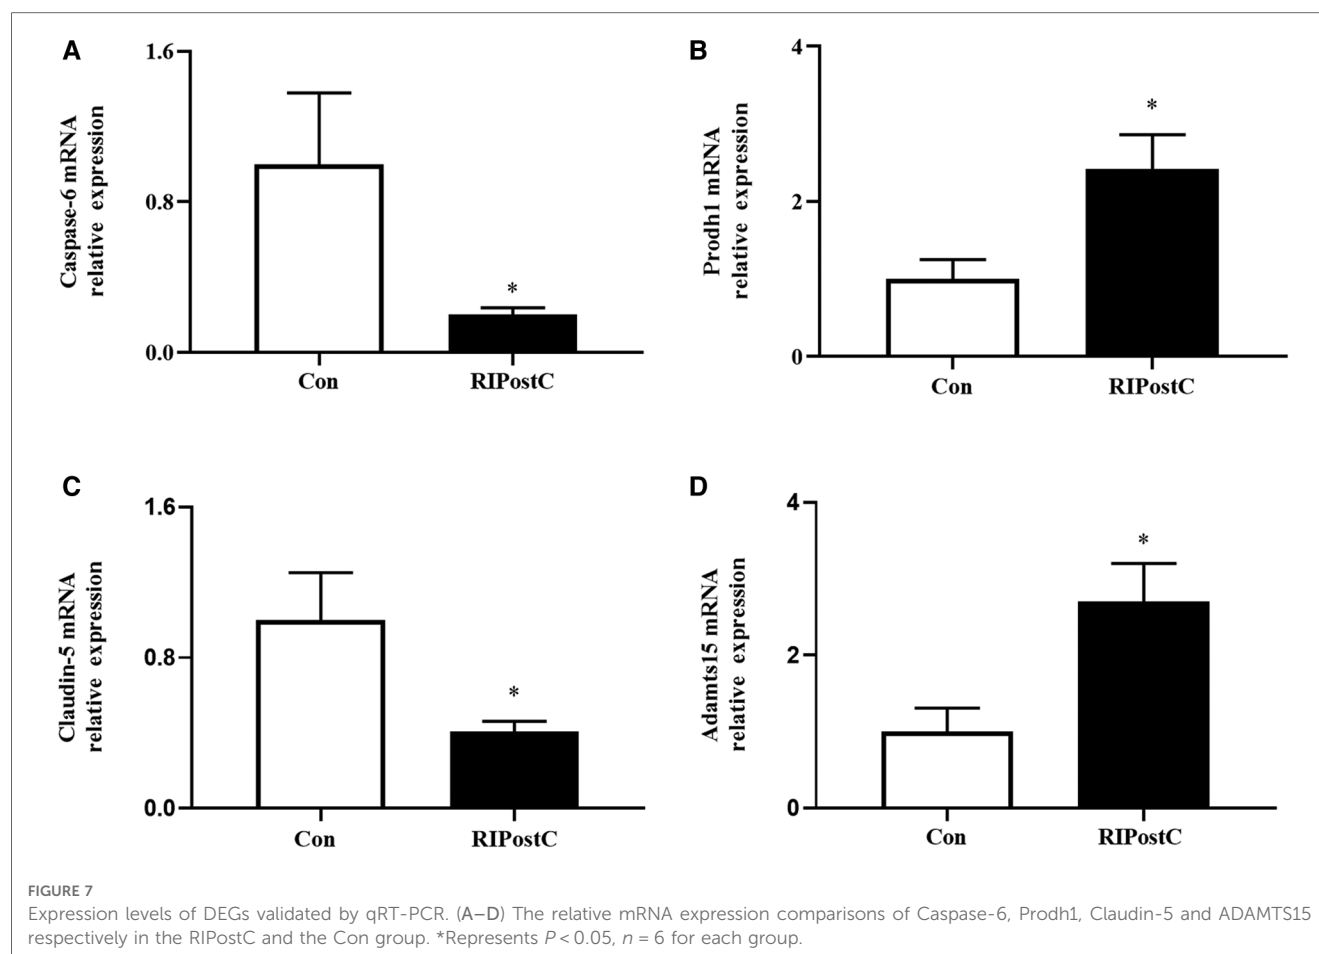 A
1.6
0.8
0.0
Caspase-6 mRNA
relative expression
*
Con
RIPostC
B
4
2
0
Prodh1 mRNA
relative expression
*
Con
RIPostC
C
1.6
0.8
0.0
Claudin-5 mRNA
relative expression
*
Con
RIPostC
D
4
2
0
Adamts15 mRNA
relative expression
*
Con
RIPostC
FIGURE 7
Expression levels of DEGs validated by qRT-PCR. (A–D) The relative mRNA expression comparisons of Caspase-6, Prodh1, Claudin-5 and ADAMTS15
respectively in the RIPostC and the Con group. *Represents P < 0.05, n = 6 for each group.